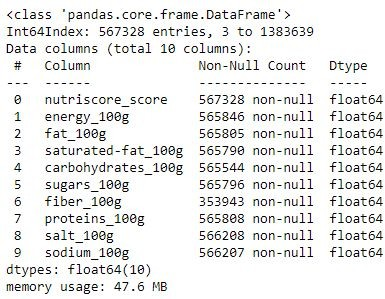 <class 'pandas.core.frame.DataFrame'>
Int64Index: 567328 entries, 3 to 1383639
Data columns (total 10 columns):
 #   Column              Non-Null Count   Dtype
---  ------              --------------   -----
 0   nutriscore_score    567328 non-null  float64
 1   energy_100g         565846 non-null  float64
 2   fat_100g            565805 non-null  float64
 3   saturated-fat_100g  565790 non-null  float64
 4   carbohydrates_100g  565544 non-null  float64
 5   sugars_100g         565796 non-null  float64
 6   fiber_100g          353943 non-null  float64
 7   proteins_100g       565808 non-null  float64
 8   salt_100g           566208 non-null  float64
 9   sodium_100g         566207 non-null  float64
dtypes: float64(10)
memory usage: 47.6 MB